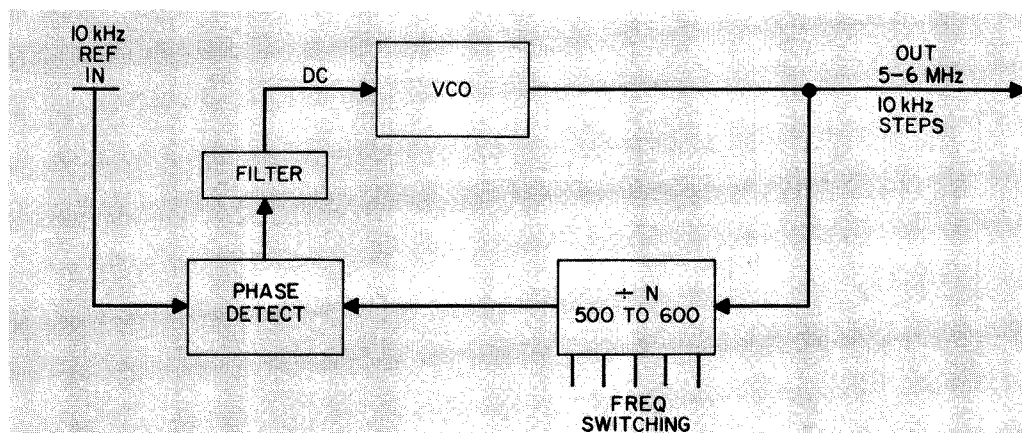 10 kHz
REF
IN
DC
VCO
OUT
5-6 MHz
10 kHz
STEPS
FILTER
PHASE
DETECT
÷ N
500 TO 600
FREQ
SWITCHING